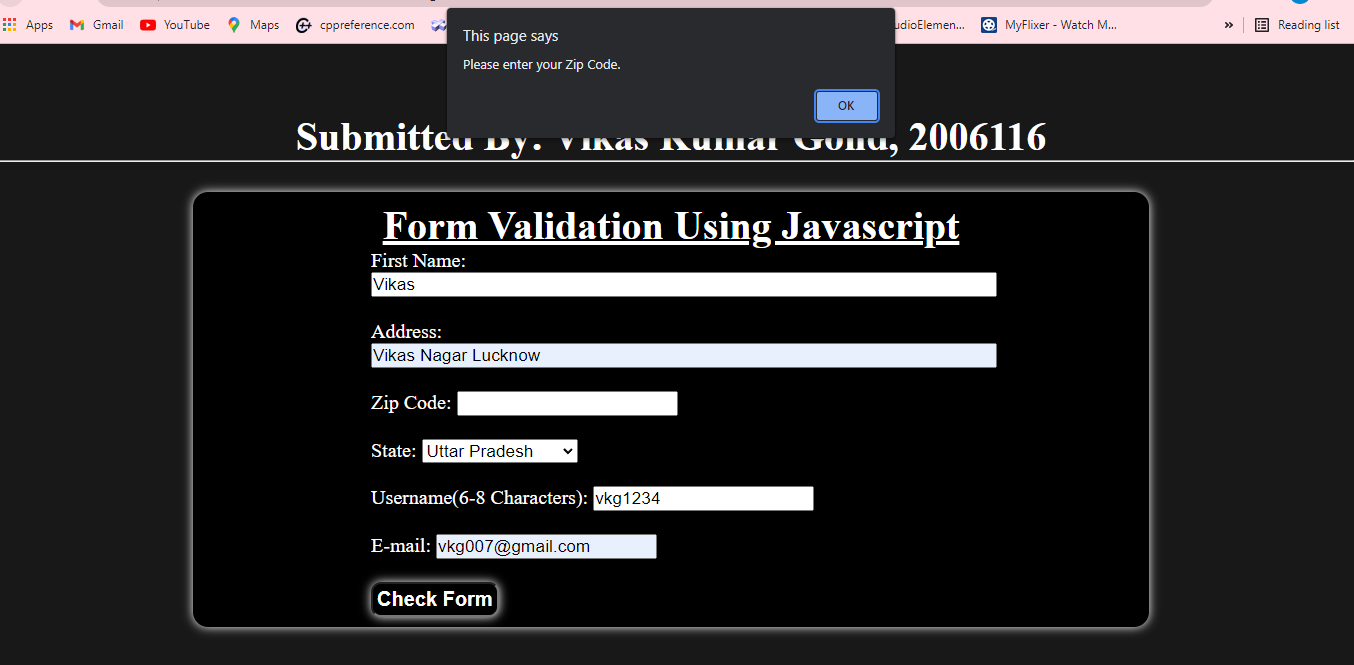 Apps Gmail YouTube Maps cppreference.com udioElemen... MyFlixer - Watch M... » Reading list
This page says
Please enter your Zip Code.
OK
Submitted By: Vikas Kumar Gond, 2006116
Form Validation Using Javascript
First Name:
Vikas
Address:
Vikas Nagar Lucknow
Zip Code:
State: Uttar Pradesh
Username(6-8 Characters): vkg1234
E-mail: vkg007@gmail.com
Check Form